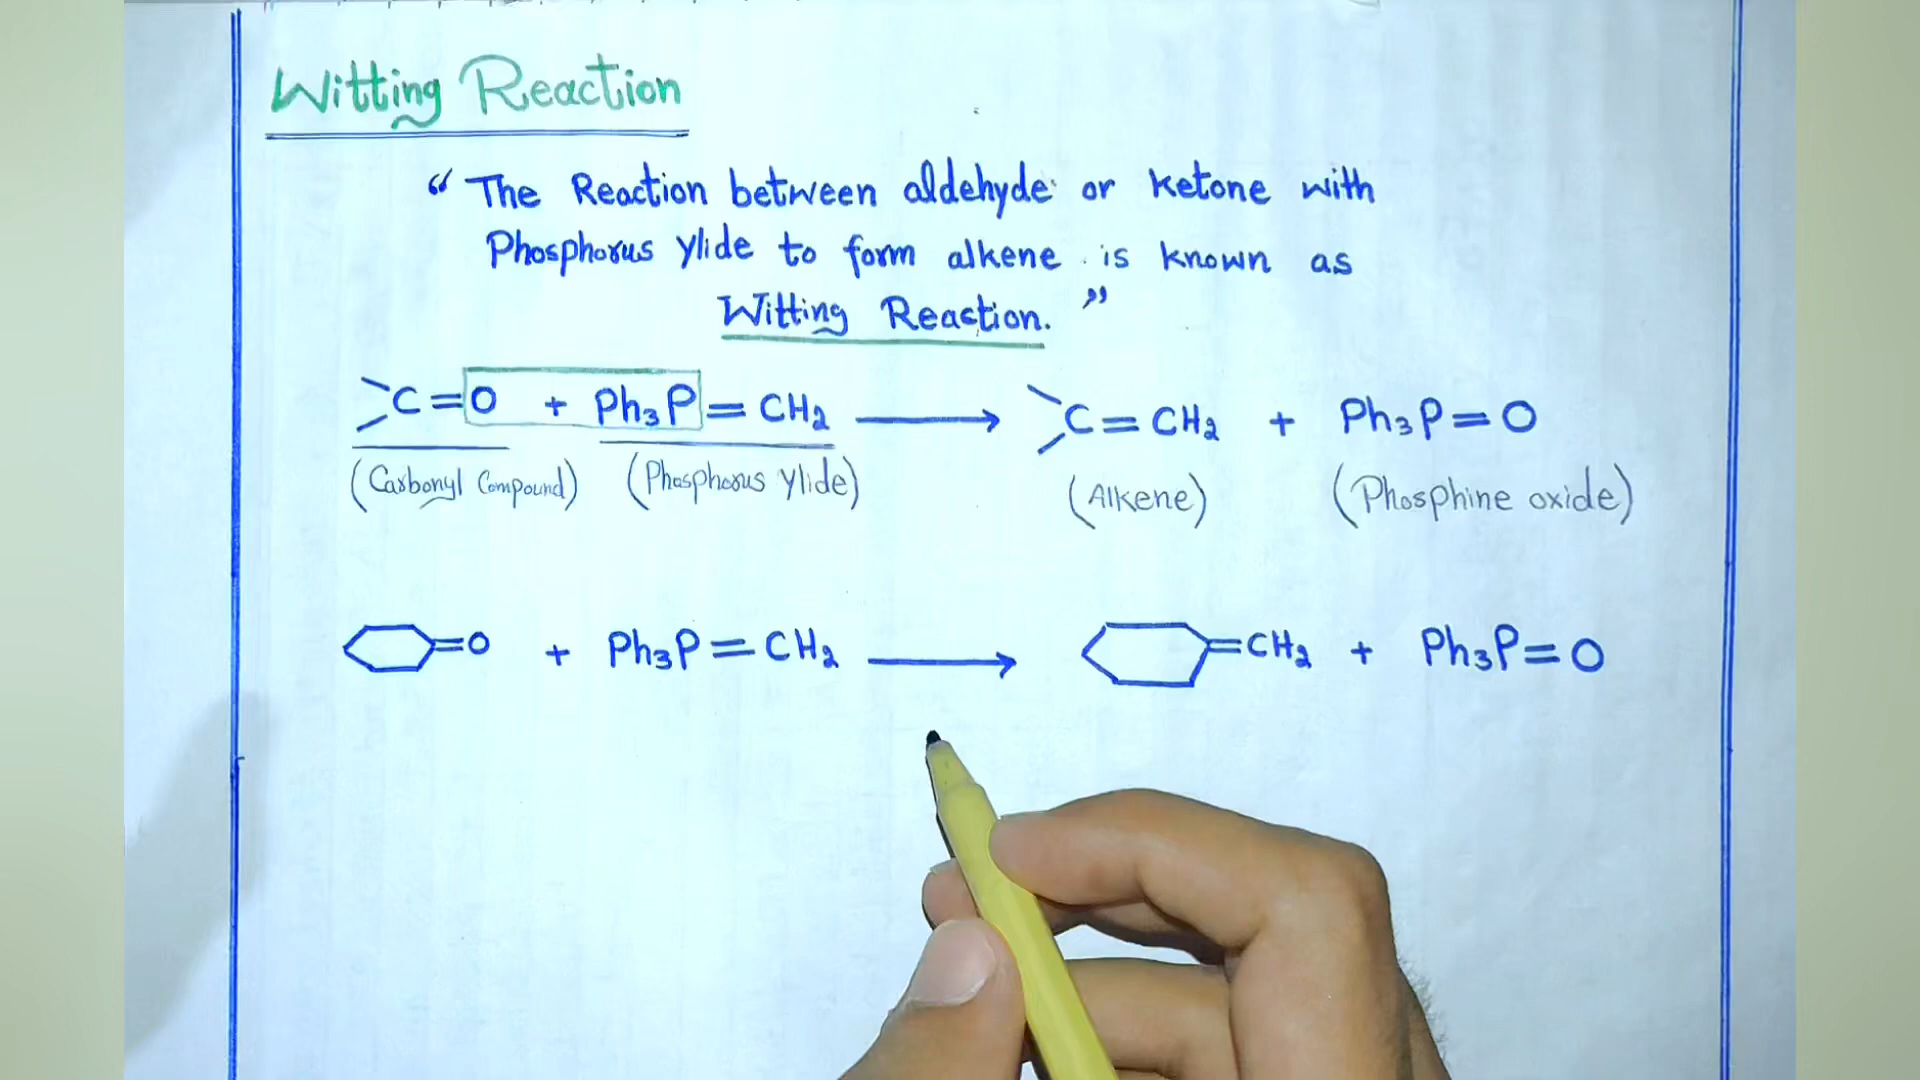 Witting Reaction
“ The Reaction between aldehyde or ketone with
Phosphorus ylide to form alkene is known as
Witting Reaction. ”
C=O + Ph₃P=CH₂ ⟶ C=CH₂ + Ph₃P=O
(Carbonyl Compound) (Phosphorus ylide) (Alkene) (Phosphine oxide)
=O + Ph₃P=CH₂ ⟶ =CH₂ + Ph₃P=O